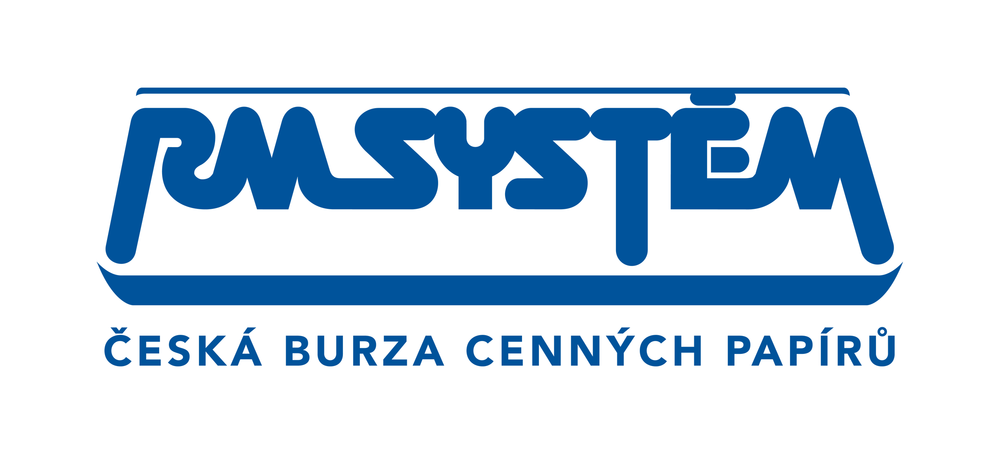 RMSYSTÉM
ČESKÁ BURZA CENNÝCH PAPÍRŮ